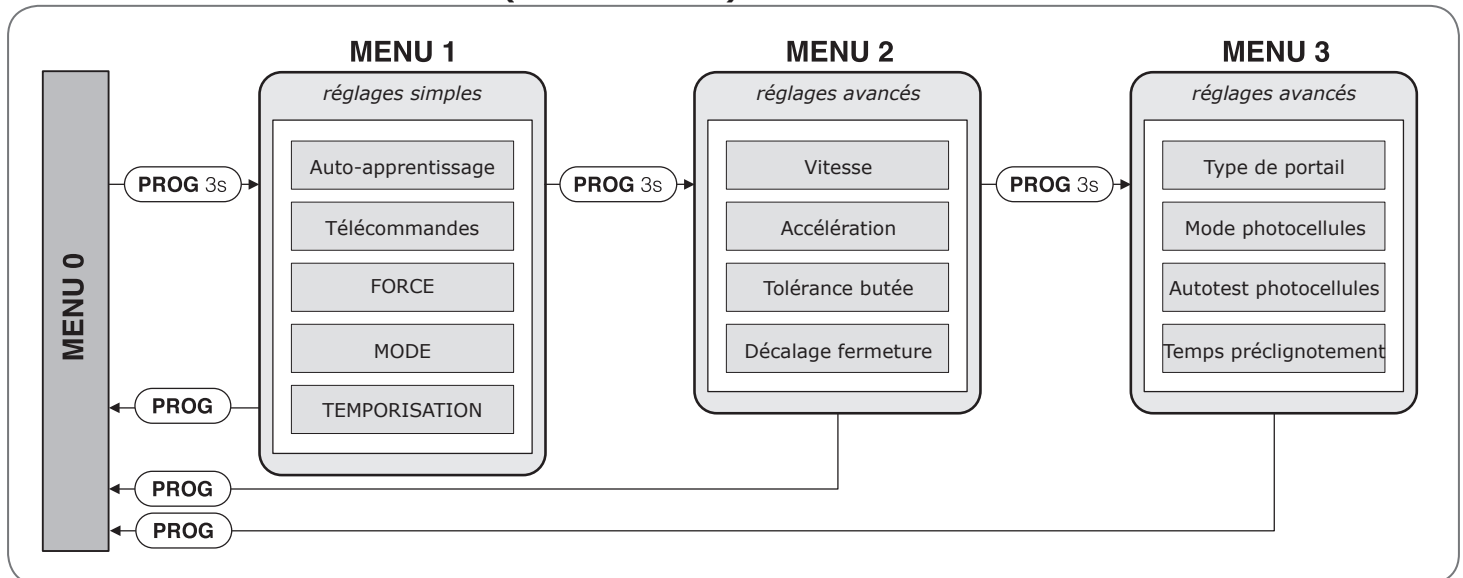 MENU 0
PROG 3s
MENU 1
réglages simples
Auto-apprentissage
Télécommandes
FORCE
MODE
TEMPORISATION
PROG 3s
MENU 2
réglages avancés
Vitesse
Accélération
Tolérance butée
Décalage fermeture
PROG 3s
MENU 3
réglages avancés
Type de portail
Mode photocellules
Autotest photocellules
Temps préclignotement
PROG
PROG
PROG